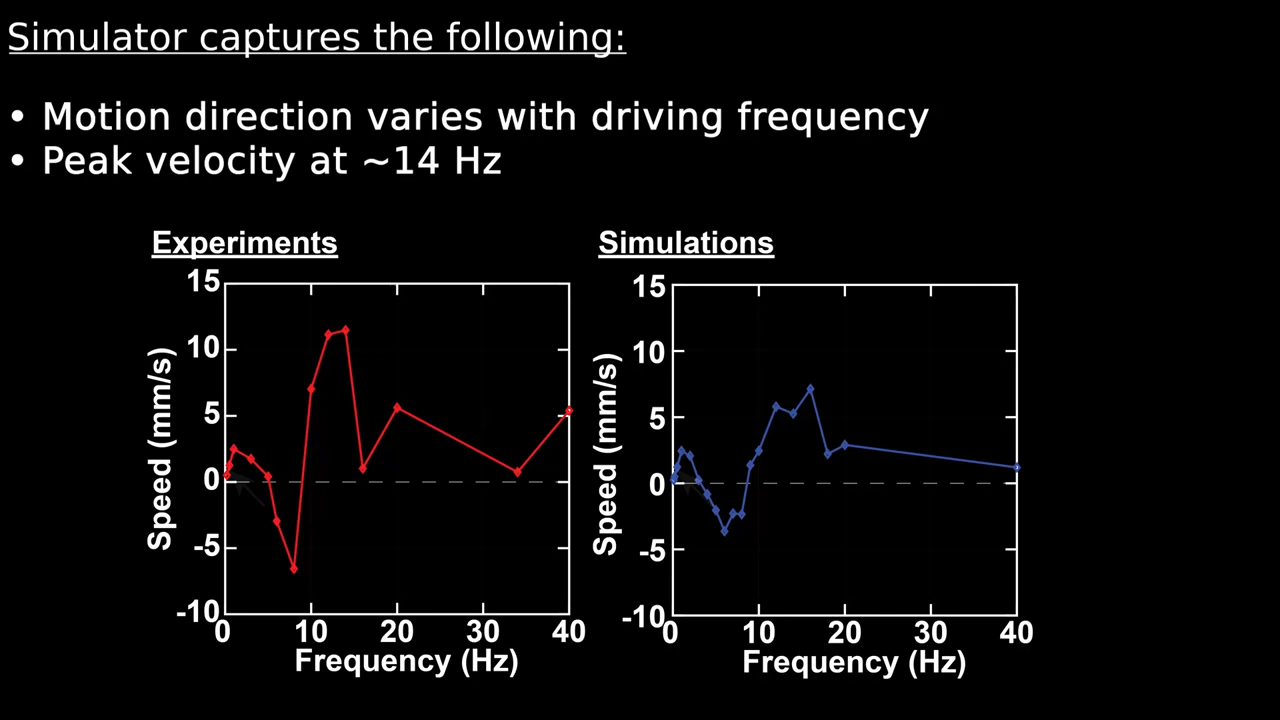 Simulator captures the following:
• Motion direction varies with driving frequency
• Peak velocity at ~14 Hz
Experiments
15
10
5
0
-5
-10
0 10 20 30 40
Speed (mm/s)
Frequency (Hz)
Simulations
15
10
5
0
-5
-10
0 10 20 30 40
Speed (mm/s)
Frequency (Hz)